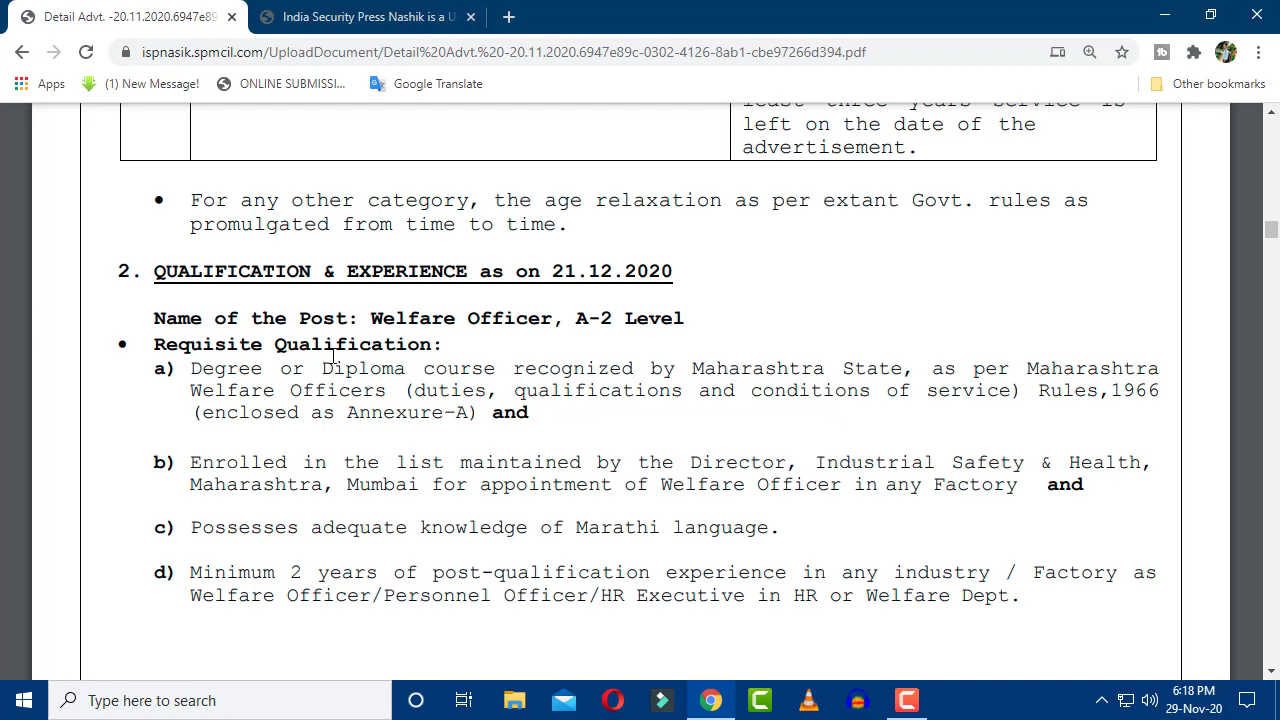 Detail Advt. -20.11.2020.6947e89
India Security Press Nashik is a U
ispnasik.spmcil.com/UploadDocument/Detail%20Advt.%20-20.11.2020.6947e89c-0302-4126-8ab1-cbe97266d394.pdf
Apps
(1) New Message!
ONLINE SUBMISSI...
Google Translate
Other bookmarks
least three years service is
left on the date of the
advertisement.
• For any other category, the age relaxation as per extant Govt. rules as
promulgated from time to time.
2. QUALIFICATION & EXPERIENCE as on 21.12.2020
Name of the Post: Welfare Officer, A-2 Level
• Requisite Qualification:
a) Degree or Diploma course recognized by Maharashtra State, as per Maharashtra
Welfare Officers (duties, qualifications and conditions of service) Rules,1966
(enclosed as Annexure-A) and
b) Enrolled in the list maintained by the Director, Industrial Safety & Health,
Maharashtra, Mumbai for appointment of Welfare Officer in any Factory and
c) Possesses adequate knowledge of Marathi language.
d) Minimum 2 years of post-qualification experience in any industry / Factory as
Welfare Officer/Personnel Officer/HR Executive in HR or Welfare Dept.
Type here to search
6:18 PM
29-Nov-20